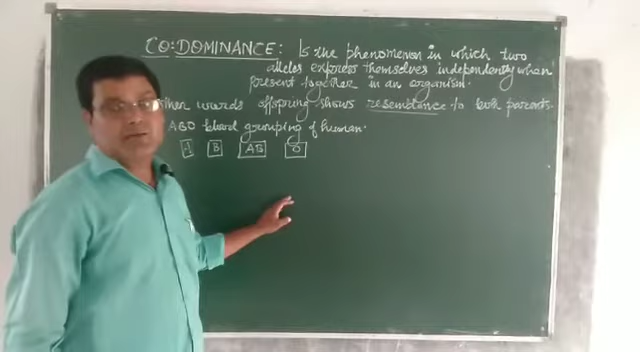 CO:DOMINANCE: Is the phenomenon in which two
alleles express themselves independently when
present together in an organism.
other words offspring shows resemblance to both parents.
ABO blood grouping of human.
A B AB O